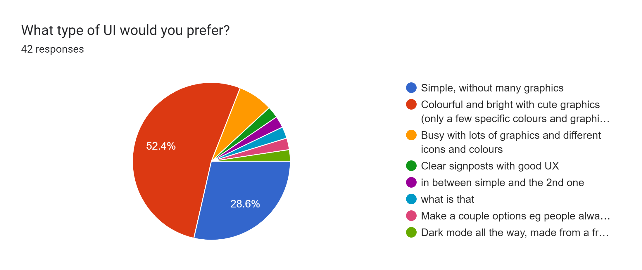 What type of UI would you prefer?
42 responses
52.4%
28.6%
Simple, without many graphics
Colourful and bright with cute graphics
(only a few specific colours and graphi…
Busy with lots of graphics and different
icons and colours
Clear signposts with good UX
in between simple and the 2nd one
what is that
Make a couple options eg people alwa…
Dark mode all the way, made from a fr…